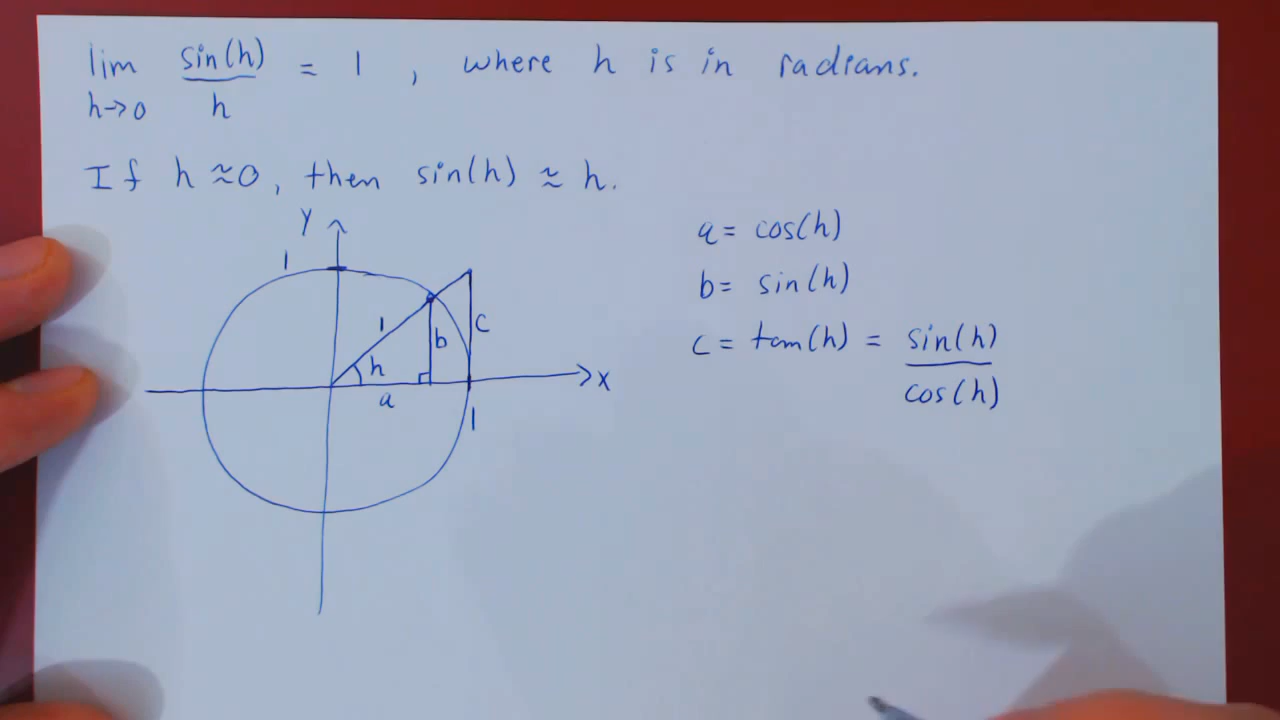 lim sin(h)/h = 1, where h is in radians.
h→0
If h≈0, then sin(h) ≈ h.
Y
1
1
b
c
h
a
x
1
a = cos(h)
b = sin(h)
c = tan(h) = sin(h)/cos(h)